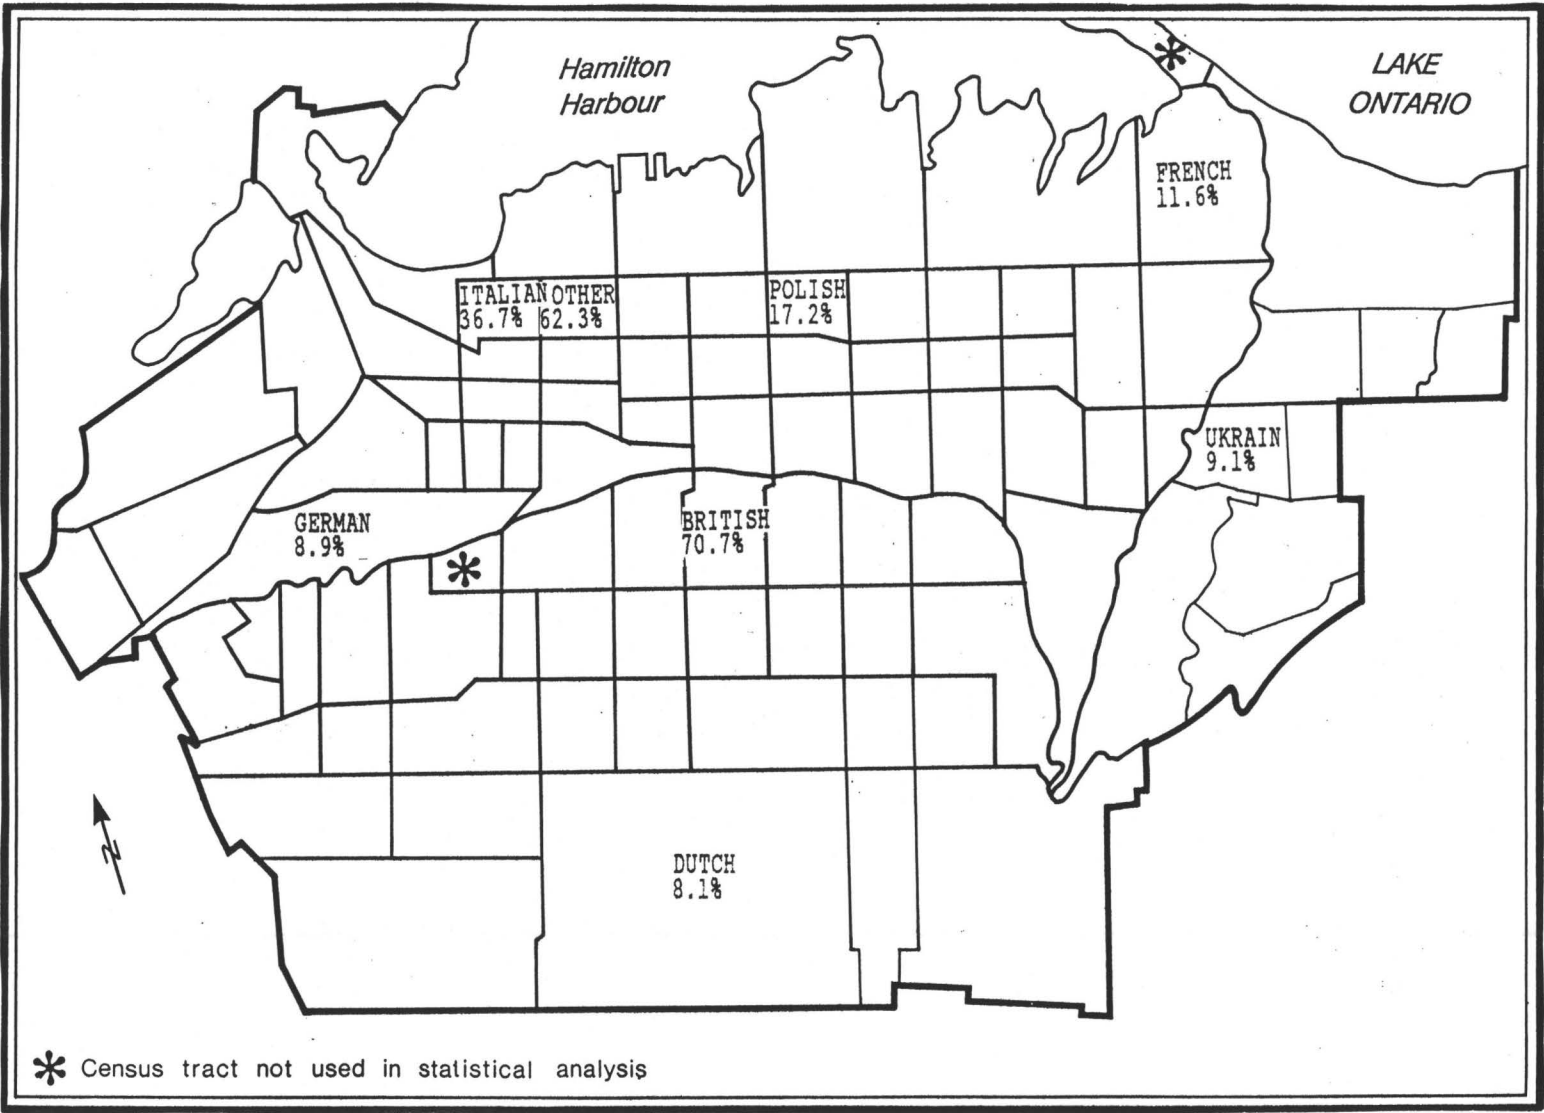 Hamilton
Harbour
LAKE
ONTARIO
FRENCH
11.6%
ITALIAN
36.7%
OTHER
62.3%
POLISH
17.2%
UKRAIN
9.1%
GERMAN
8.9%
BRITISH
70.7%
DUTCH
8.1%
N
Census tract not used in statistical analysis